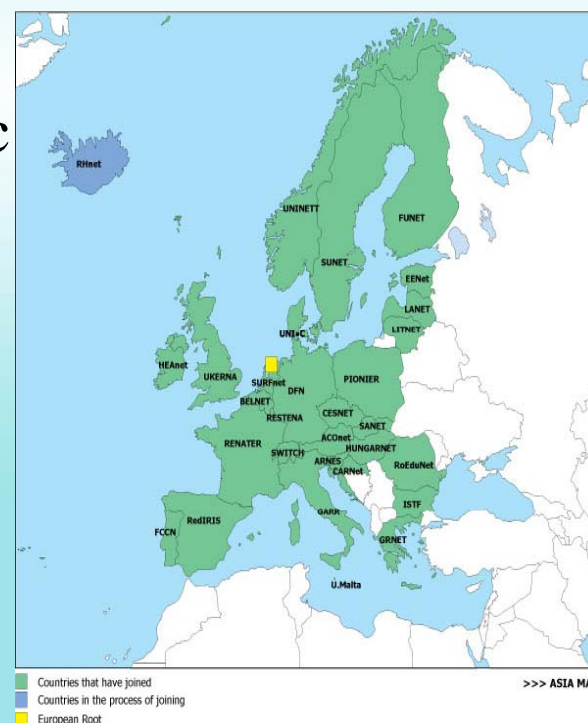 c
RHnet
UNINETT
FUNET
SUNET
EENet
LANET
LITNET
UNI•C
HEAnet
UKERNA
SURFnet
DFN
PIONIER
BELNET
RESTENA
CESNET
SANET
RENATER
ACOnet
SWITCH
HUNGARNET
ARNES
CARNet
RoEduNet
GARR
ISTF
FCCN
RedIRIS
GRNET
U.Malta
Countries that have joined
>>> ASIA MA
Countries in the process of joining
European Root